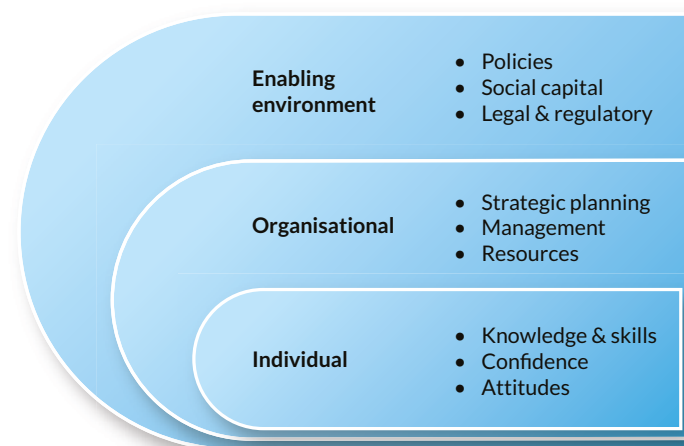 Enabling
environment
• Policies
• Social capital
• Legal & regulatory
Organisational
• Strategic planning
• Management
• Resources
Individual
• Knowledge & skills
• Confidence
• Attitudes